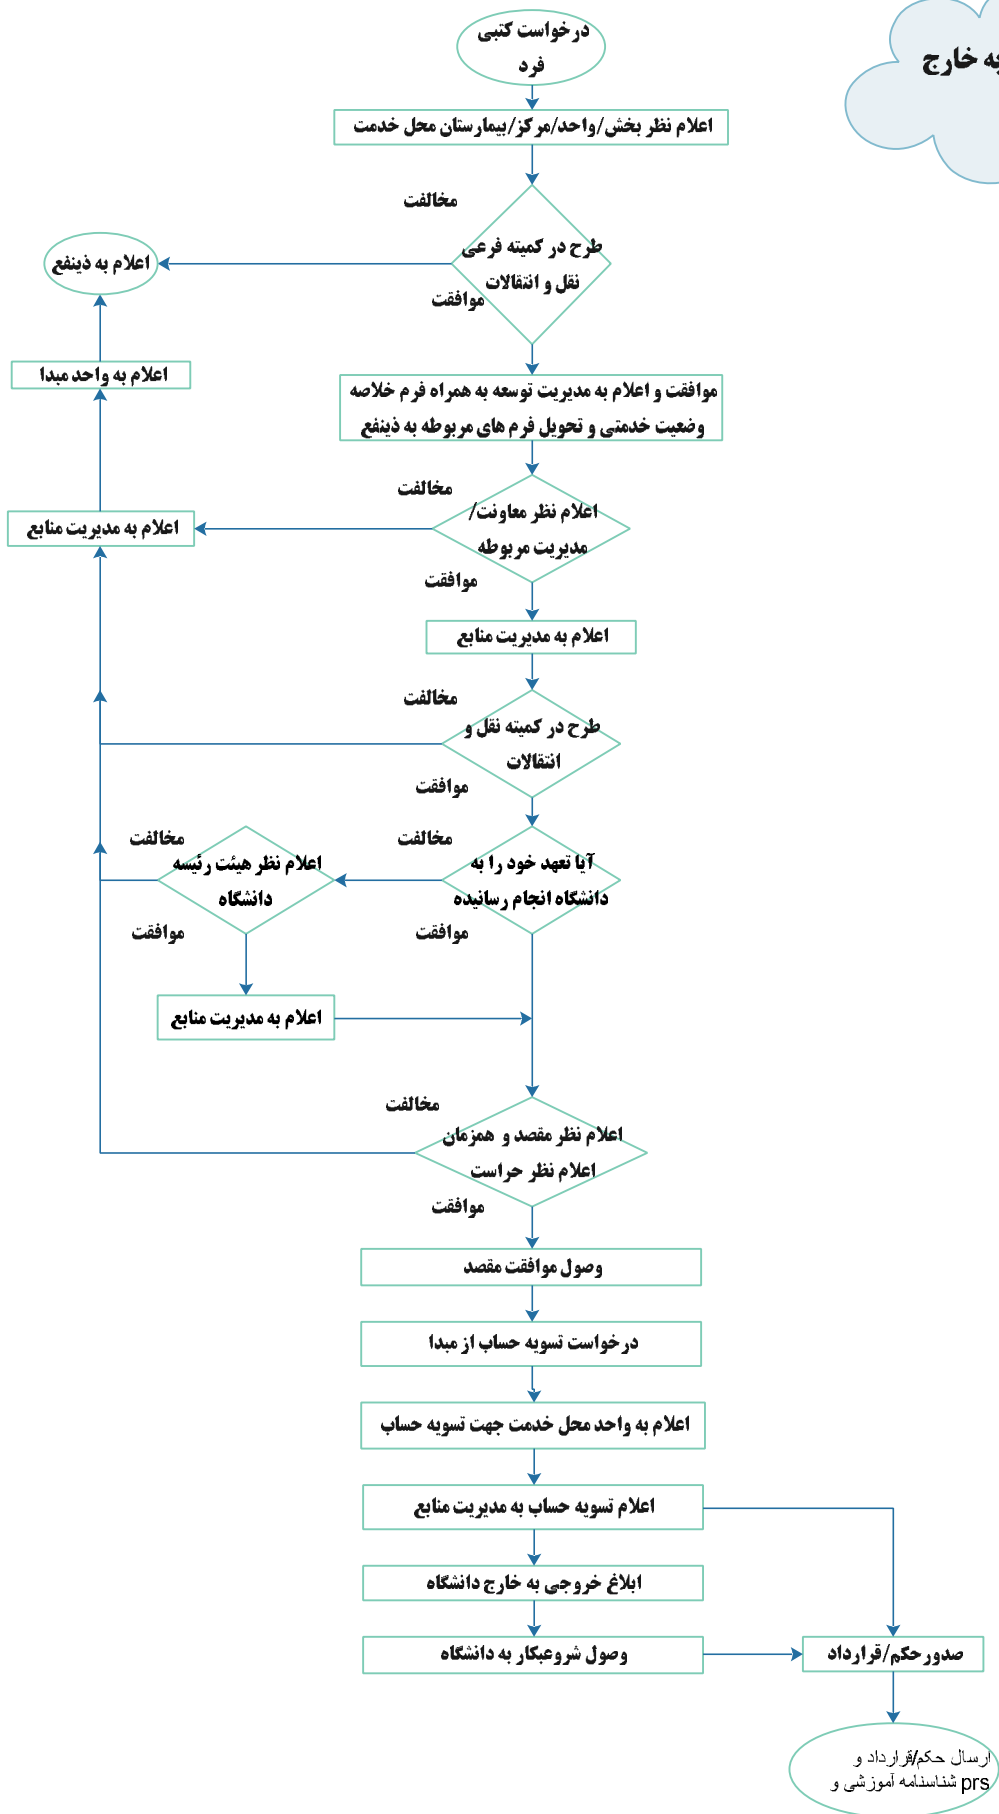 به خارج
درخواست کتبی
فرد
اعلام نظر بخش/واحد/مرکز/بیمارستان محل خدمت
مخالفت
طرح در کمیته فرعی
نقل و انتقالات
موافقت
اعلام به ذینفع
اعلام به واحد مبدا
موافقت و اعلام به مدیریت توسعه به همراه فرم خلاصه
وضعیت خدمتی و تحویل فرم های مربوطه به ذینفع
مخالفت
اعلام نظر معاونت/
مدیریت مربوطه
اعلام به مدیریت منابع
موافقت
اعلام به مدیریت منابع
مخالفت
طرح در کمیته نقل و
انتقالات
موافقت
مخالفت
آیا تعهد خود را به
دانشگاه انجام رسانیده
موافقت
مخالفت
اعلام نظر هیئت رئیسه
دانشگاه
موافقت
اعلام به مدیریت منابع
مخالفت
اعلام نظر مقصد و همزمان
اعلام نظر حراست
موافقت
وصول موافقت مقصد
درخواست تسویه حساب از مبدا
اعلام به واحد محل خدمت جهت تسویه حساب
اعلام تسویه حساب به مدیریت منابع
ابلاغ خروجی به خارج دانشگاه
وصول شروعبکار به دانشگاه
صدورحکم/قرارداد
ارسال حکم/قرارداد و
شناسنامه آموزشی و prs